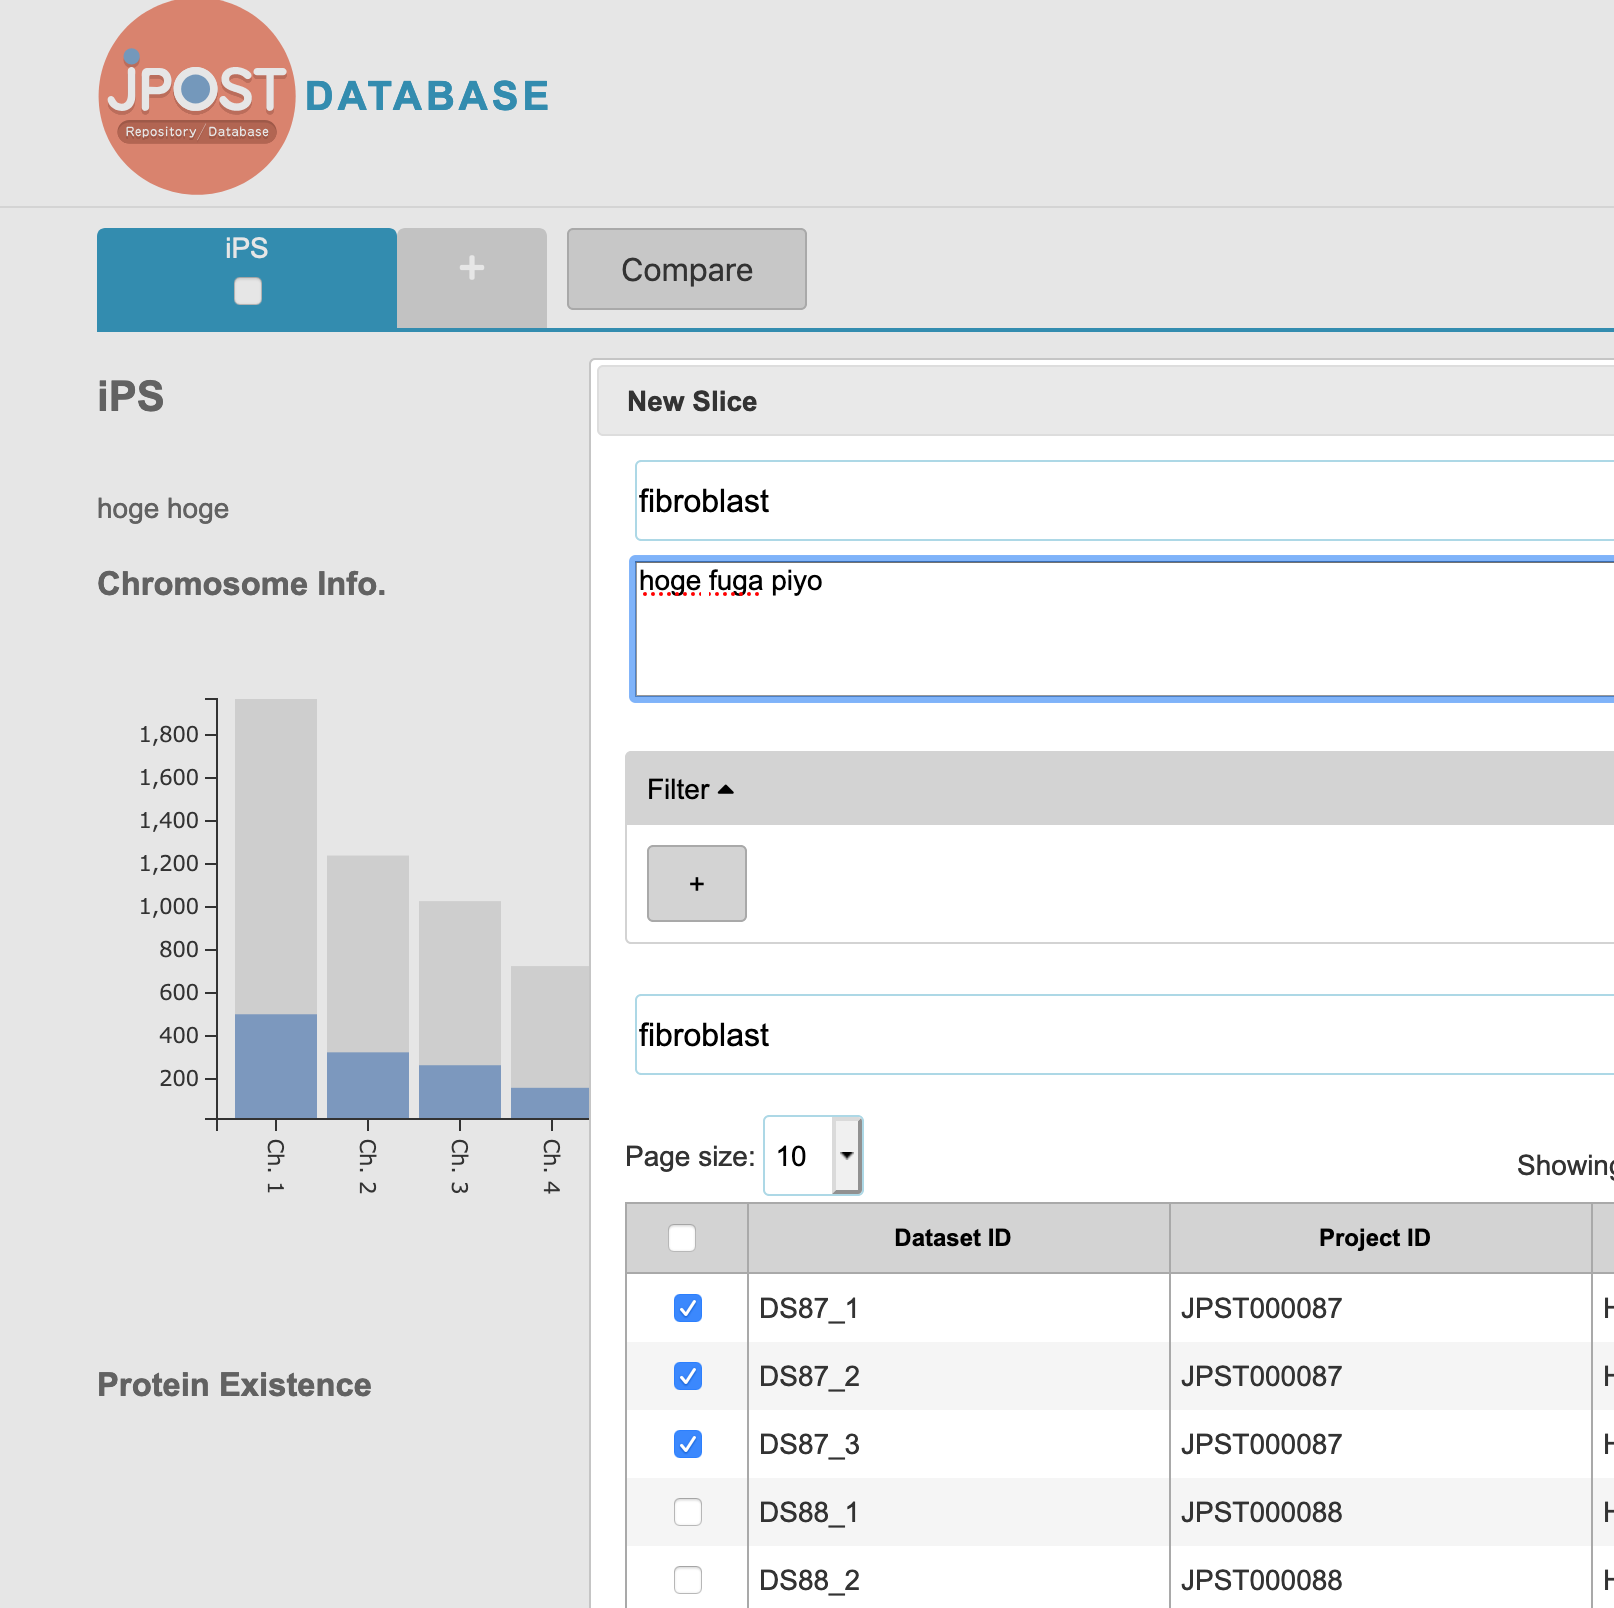 jPOST
Repository/Database
DATABASE
iPS
+
Compare
iPS
hoge hoge
Chromosome Info.
1,800
1,600
1,400
1,200
1,000
800
600
400
200
Ch. 1
Ch. 2
Ch. 3
Ch. 4
Protein Existence
New Slice
fibroblast
hoge fuga piyo
Filter
+
fibroblast
Page size: 10
Showing
Dataset ID Project ID
DS87_1 JPST000087 H
DS87_2 JPST000087 H
DS87_3 JPST000087 H
DS88_1 JPST000088 H
DS88_2 JPST000088 H